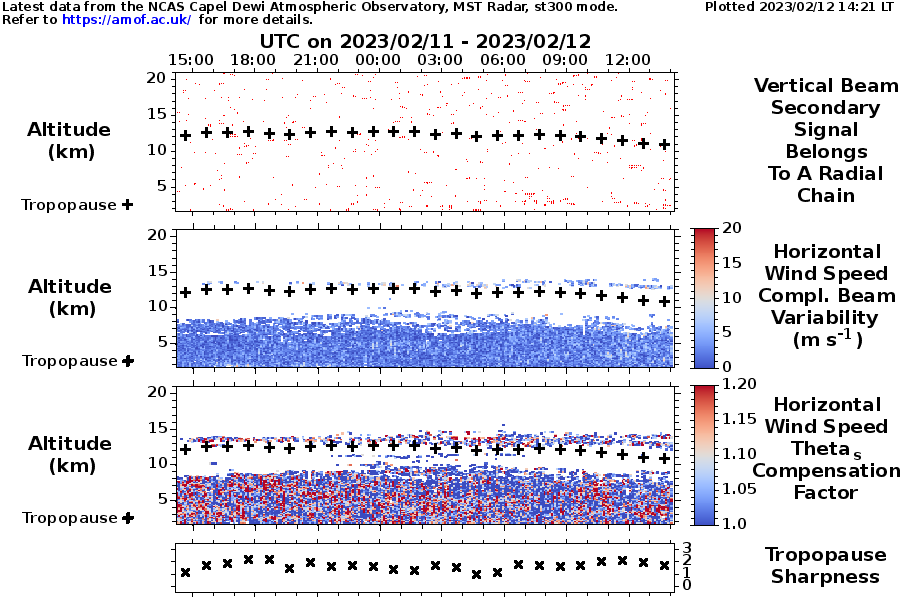 Latest data from the NCAS Capel Dewi Atmospheric Observatory, MST Radar, st300 mode.
Plotted 2023/02/12 14:21 LT
Refer to https://amof.ac.uk/ for more details.
UTC on 2023/02/11 - 2023/02/12
15:00 18:00 21:00 00:00 03:00 06:00 09:00 12:00
20
15
10
5
Altitude
(km)
Tropopause +
Vertical Beam
Secondary
Signal
Belongs
To A Radial
Chain
20
15
10
5
Altitude
(km)
Tropopause +
20
15
10
5
0
Horizontal
Wind Speed
Compl. Beam
Variability
(m s-1)
20
15
10
5
Altitude
(km)
Tropopause +
1.20
1.15
1.10
1.05
1.0
Horizontal
Wind Speed
Theta s
Compensation
Factor
3
2
1
0
Tropopause
Sharpness